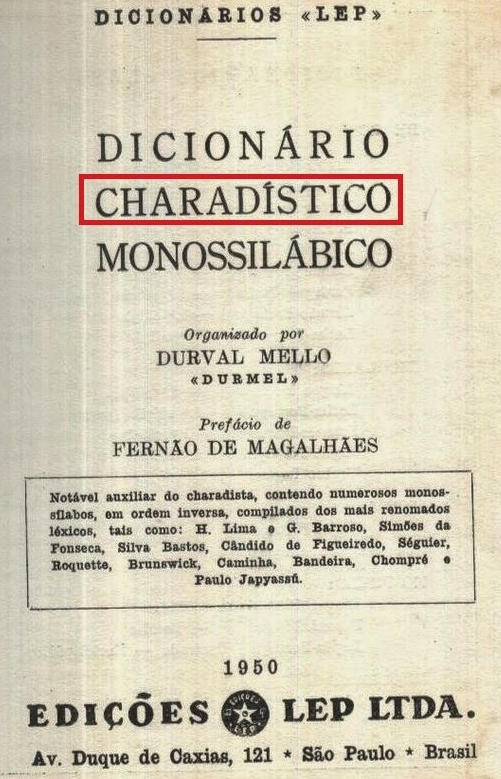 DICIONÁRIOS «LEP»
DICIONÁRIO
CHARADÍSTICO
MONOSSILÁBICO
Organizado por
DURVAL MELLO
«DURMEL»
Prefácio de
FERNÃO DE MAGALHÃES
Notável auxiliar do charadista, contendo numerosos monos-
sílabos, em ordem inversa, compilados dos mais renomados
léxicos, tais como: H. Lima e G. Barroso, Simões da
Fonseca, Silva Bastos, Cândido de Figueiredo, Séguier,
Roquette, Brunswick, Caminha, Bandeira, Chompré e
Paulo Japyassú.
1950
EDIÇÕES LEP LTDA.
Av. Duque de Caxias, 121 * São Paulo * Brasil